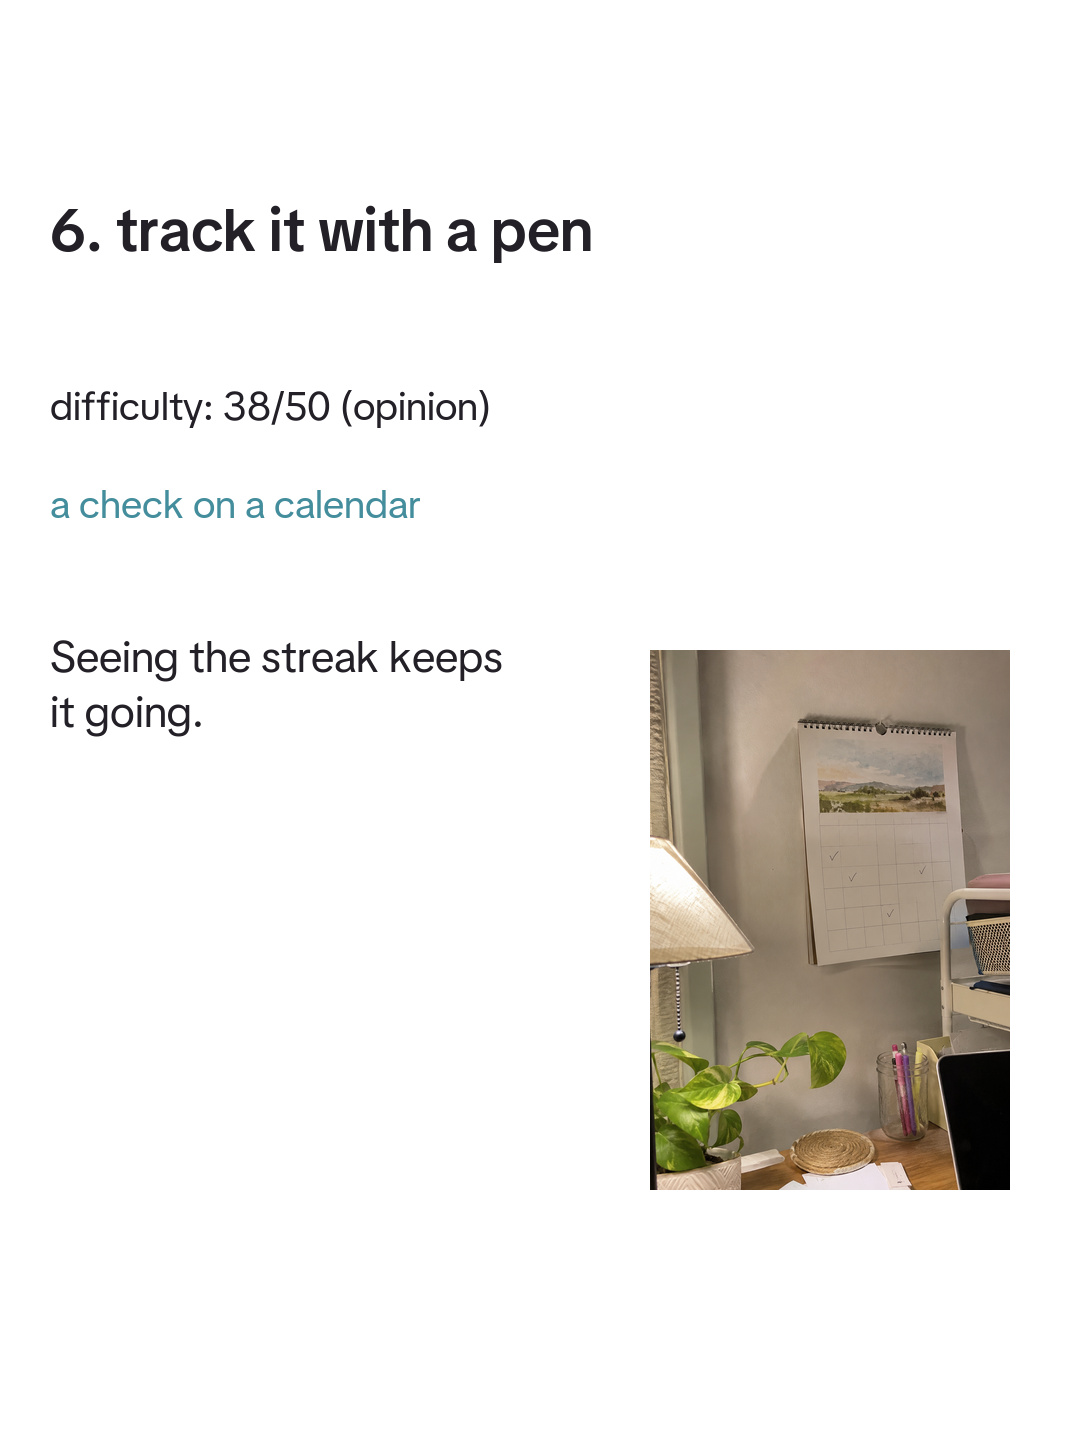 6. track it with a pen
difficulty: 38/50 (opinion)
a check on a calendar
Seeing the streak keeps
it going.